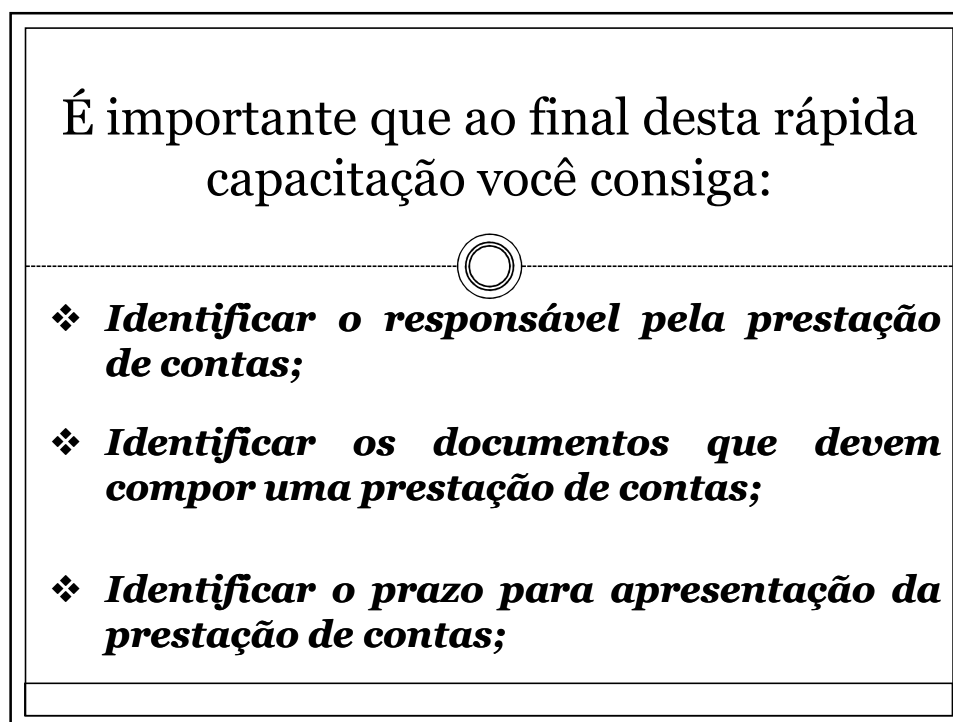 É importante que ao final desta rápida
capacitação você consiga:
❖ Identificar o responsável pela prestação
de contas;
❖ Identificar os documentos que devem
compor uma prestação de contas;
❖ Identificar o prazo para apresentação da
prestação de contas;